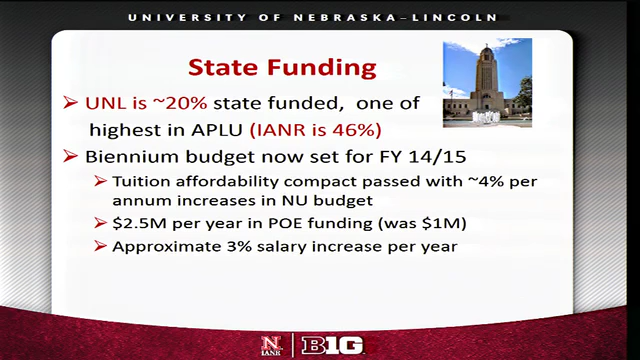 UNIVERSITY OF NEBRASKA–LINCOLN
State Funding
➢ UNL is ~20% state funded, one of
highest in APLU (IANR is 46%)
➢ Biennium budget now set for FY 14/15
➢ Tuition affordability compact passed with ~4% per
annum increases in NU budget
➢ $2.5M per year in POE funding (was $1M)
➢ Approximate 3% salary increase per year
N
IANR
B1G